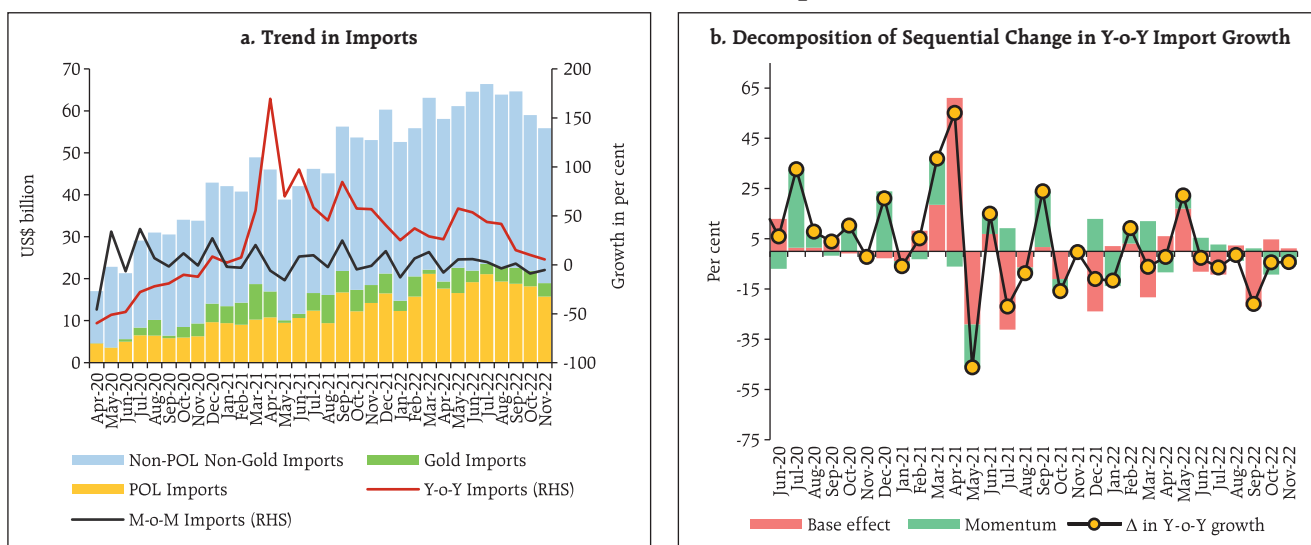 a. Trend in Imports
US$ billion
70
60
50
40
30
20
10
0
200
150
100
50
0
-50
-100
Growth in per cent
Apr-20
May-20
Jun-20
Jul-20
Aug-20
Sep-20
Oct-20
Nov-20
Dec-20
Jan-21
Feb-21
Mar-21
Apr-21
May-21
Jun-21
Jul-21
Aug-21
Sep-21
Oct-21
Nov-21
Dec-21
Jan-22
Feb-22
Mar-22
Apr-22
May-22
Jun-22
Jul-22
Aug-22
Sep-22
Oct-22
Nov-22
Non-POL Non-Gold Imports
Gold Imports
POL Imports
Y-o-Y Imports (RHS)
M-o-M Imports (RHS)
b. Decomposition of Sequential Change in Y-o-Y Import Growth
Per cent
65
45
25
5
-15
-35
-55
-75
Jun-20
Jul-20
Aug-20
Sep-20
Oct-20
Nov-20
Dec-20
Jan-21
Feb-21
Mar-21
Apr-21
May-21
Jun-21
Jul-21
Aug-21
Sep-21
Oct-21
Nov-21
Dec-21
Jan-22
Feb-22
Mar-22
Apr-22
May-22
Jun-22
Jul-22
Aug-22
Sep-22
Oct-22
Nov-22
Base effect
Momentum
Δ in Y-o-Y growth